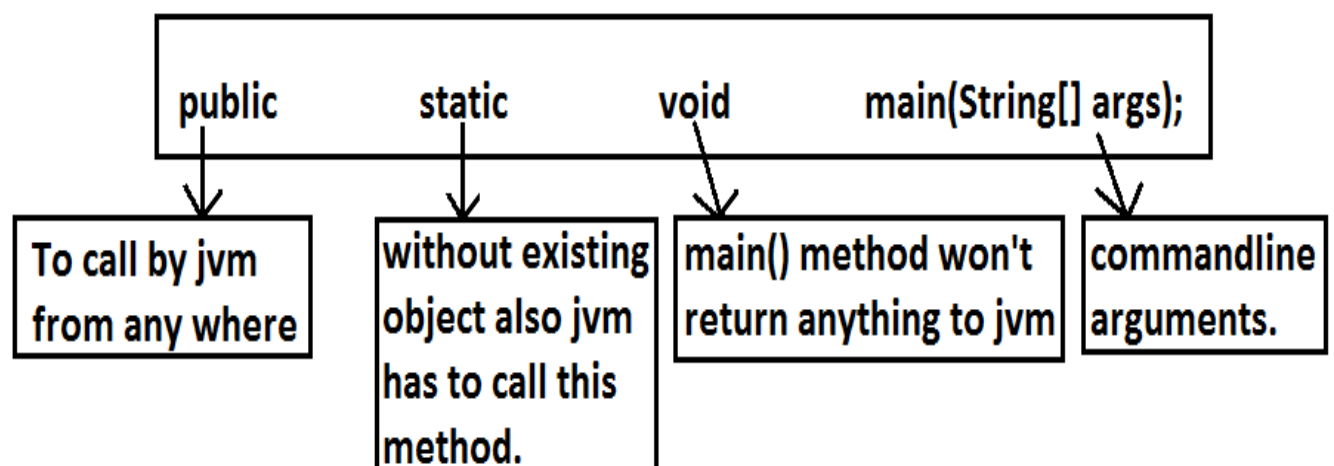 public static void main(String[] args);
To call by jvm
from any where
without existing
object also jvm
has to call this
method.
main() method won't
return anything to jvm
commandline
arguments.